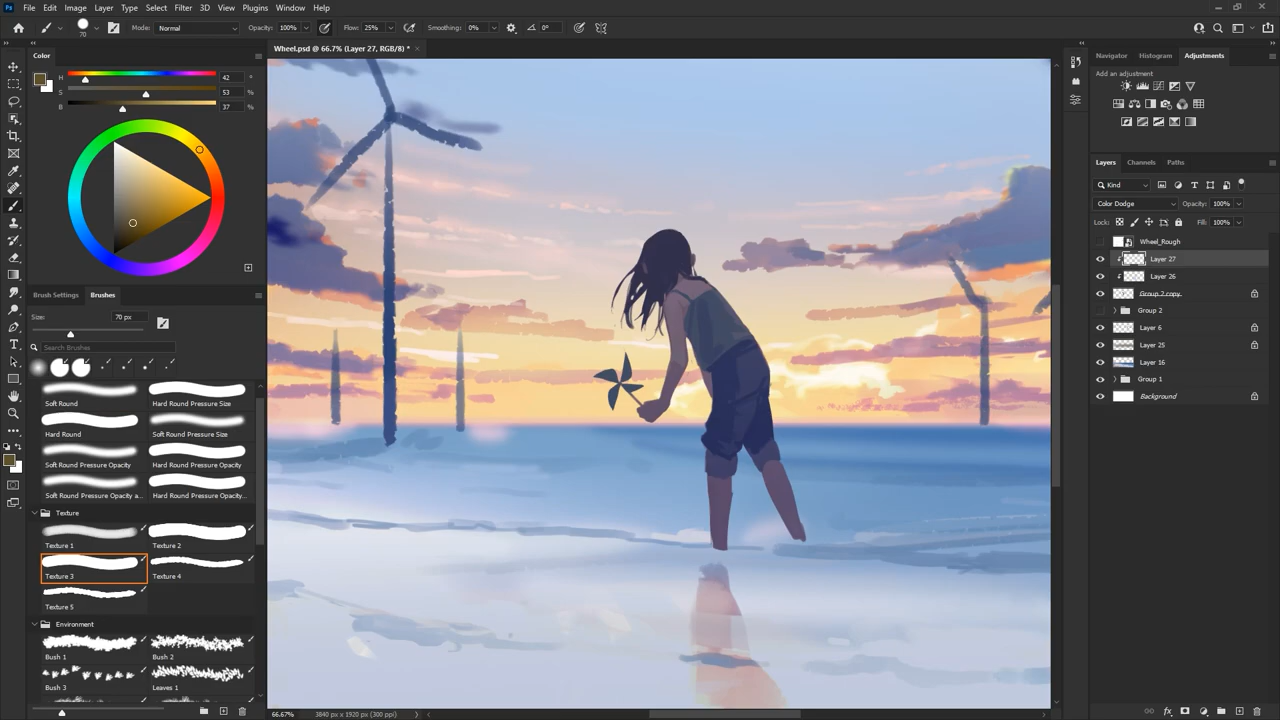 Ps File Edit Image Layer Type Select Filter 3D View Plugins Window Help
70 Mode: Normal Opacity: 100% Flow: 25% Smoothing: 0% 0°
Wheel.psd @ 66.7% (Layer 27, RGB/8) *
Color
H 42 °
S 53 %
B 37 %
Brush Settings Brushes
Size: 70 px
Search Brushes
Soft Round Hard Round Pressure Size
Hard Round Soft Round Pressure Size
Soft Round Pressure Opacity Hard Round Pressure Opacity
Soft Round Pressure Opacity a... Hard Round Pressure Opacity...
Texture
Texture 1 Texture 2
Texture 3 Texture 4
Texture 5
Environment
Bush 1 Bush 2
Bush 3 Leaves 1
66.67% 3840 px x 1920 px (300 ppi)
Navigator Histogram Adjustments
Add an adjustment
Layers Channels Paths
Kind
Color Dodge Opacity: 100%
Lock: Fill: 100%
Wheel_Rough
Layer 27
Layer 26
Group 2 copy
Group 2
Layer 6
Layer 25
Layer 16
Group 1
Background